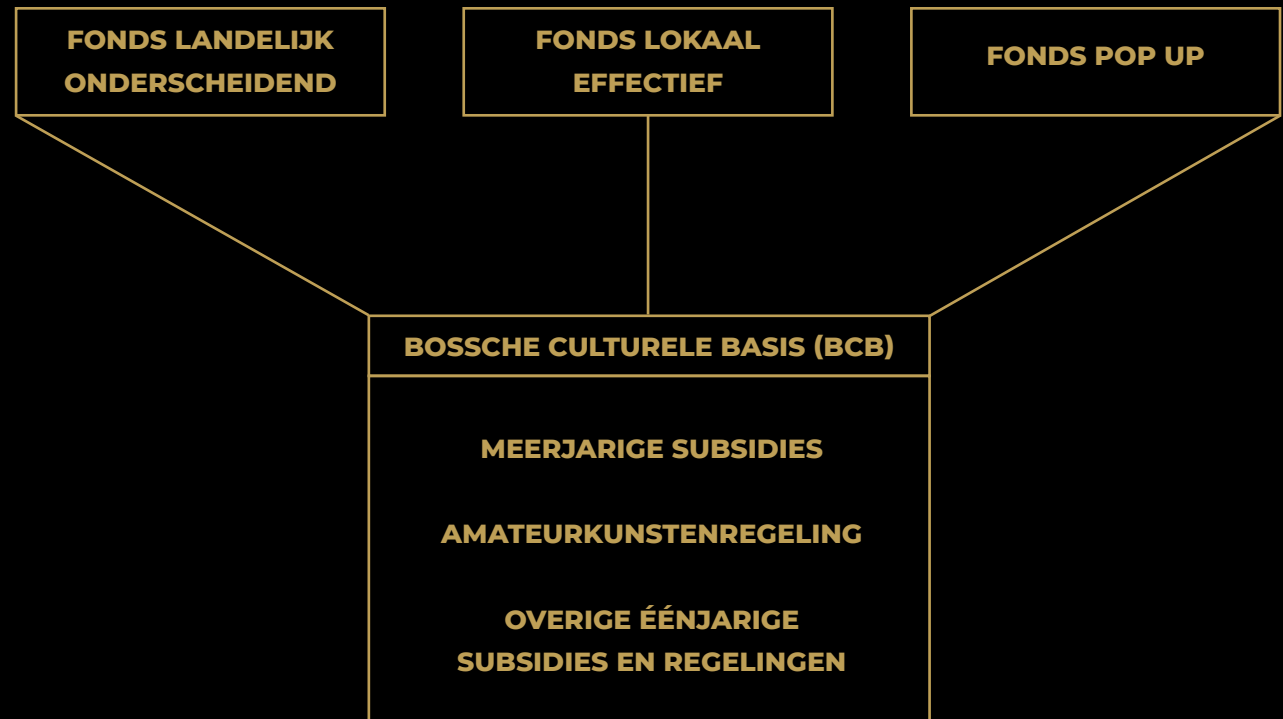 FONDS LANDELIJK
ONDERSCHEIDEND
FONDS LOKAAL
EFFECTIEF
FONDS POP UP
BOSSCHE CULTURELE BASIS (BCB)
MEERJARIGE SUBSIDIES
AMATEURKUNSTENREGELING
OVERIGE ÉÉNJARIGE
SUBSIDIES EN REGELINGEN